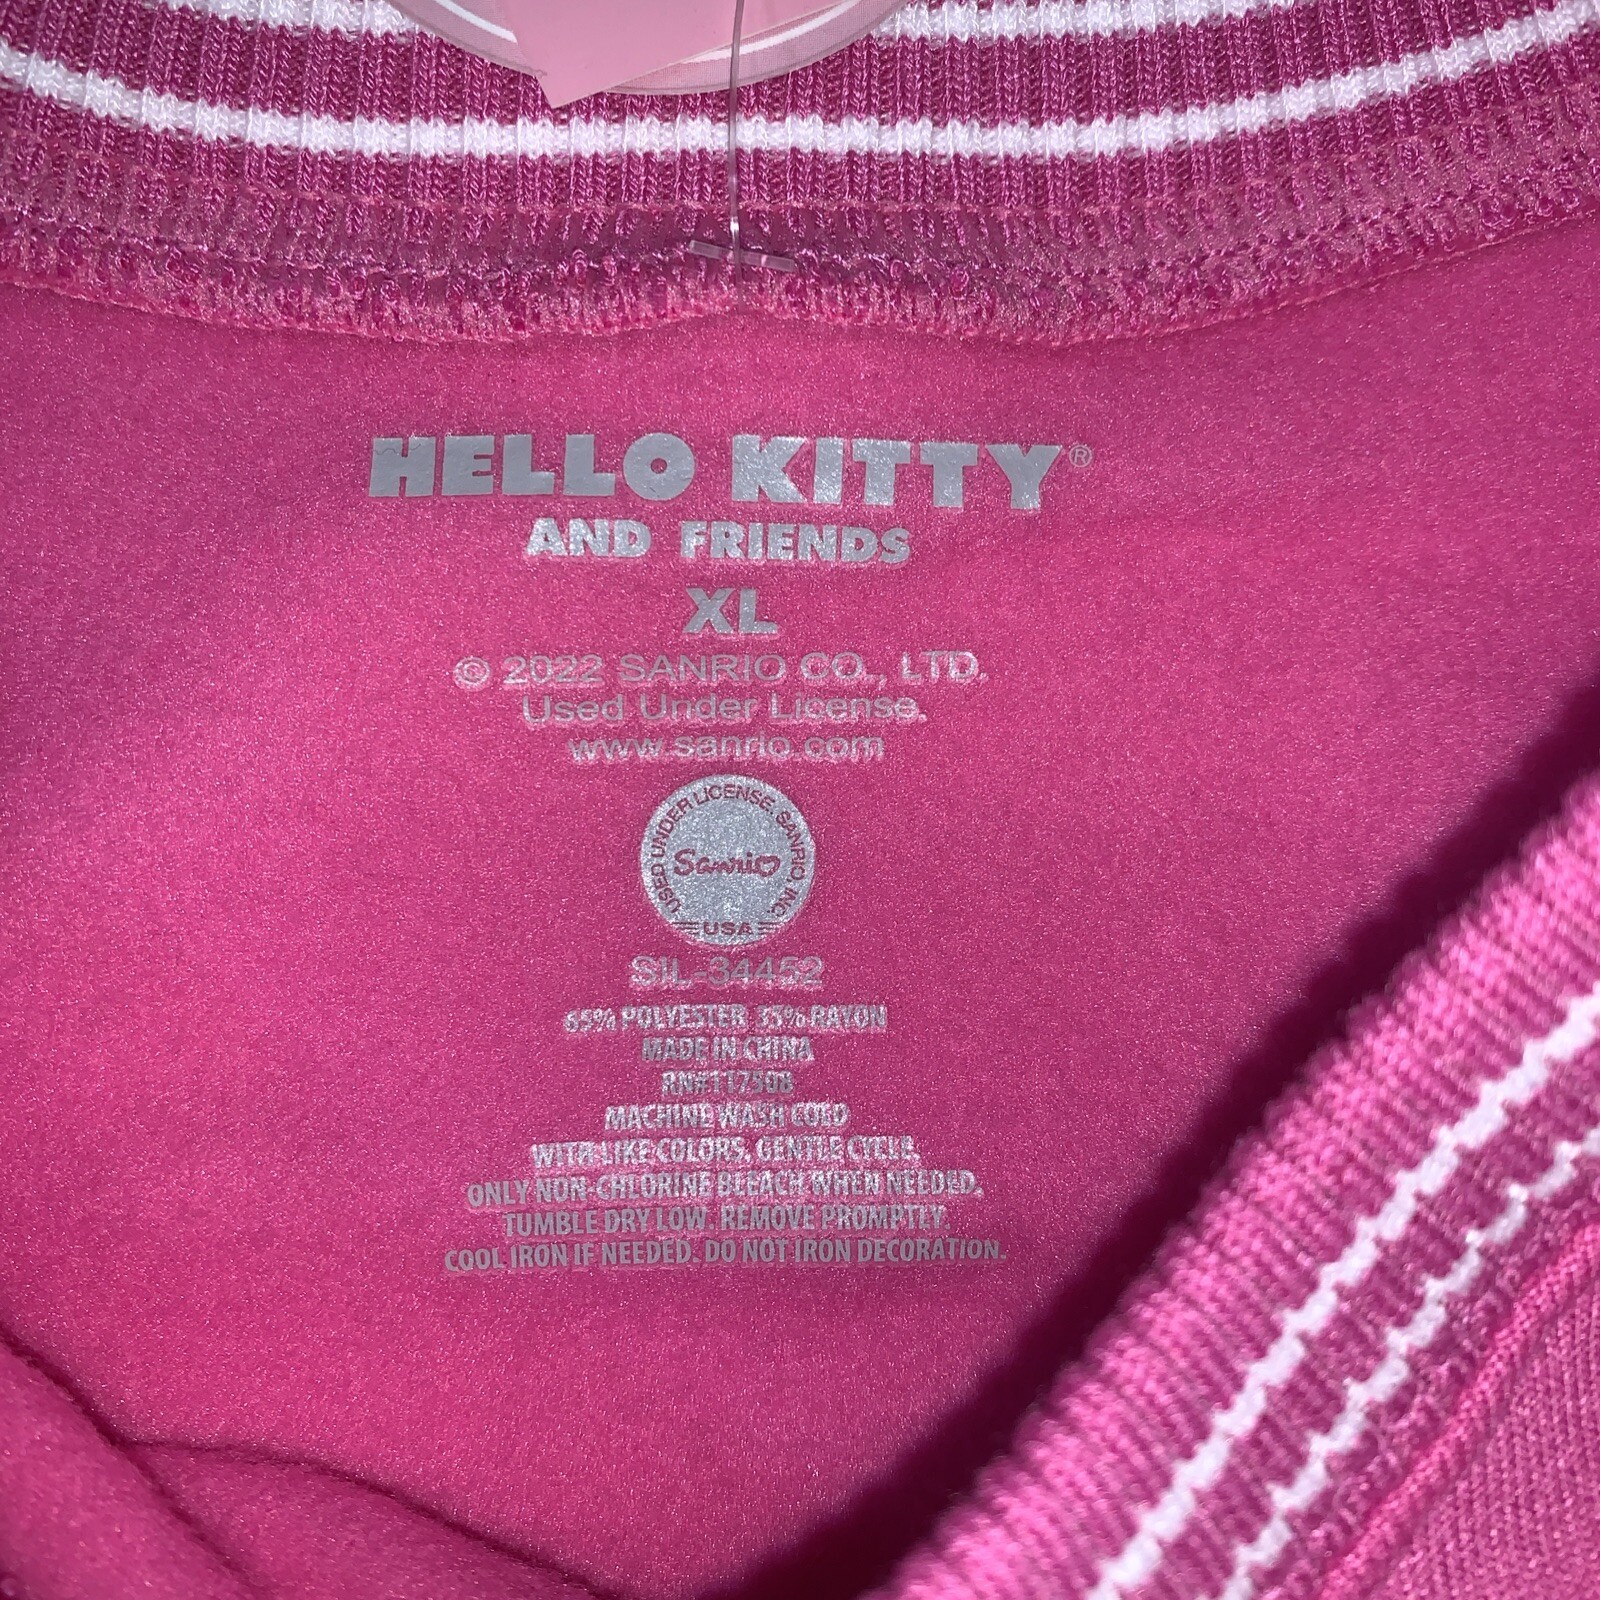 HELLO KITTY®
AND FRIENDS
XL
© 2022 SANRIO CO., LTD.
Used Under License.
www.sanrio.com
USED UNDER LICENSE. SANRIO, INC.
Sanrio
USA
SIL-34452
65% POLYESTER 35% RAYON
MADE IN CHINA
RN#117508
MACHINE WASH COLD
WITH LIKE COLORS, GENTLE CYCLE,
ONLY NON-CHLORINE BLEACH WHEN NEEDED,
TUMBLE DRY LOW. REMOVE PROMPTLY.
COOL IRON IF NEEDED. DO NOT IRON DECORATION.